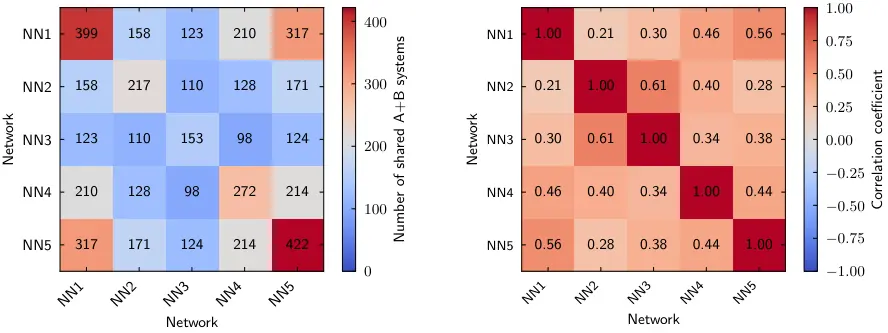 NN1 399 158 123 210 317
NN2 158 217 110 128 171
NN3 123 110 153 98 124
NN4 210 128 98 272 214
NN5 317 171 124 214 422
NN1 NN2 NN3 NN4 NN5
Network
Network
400
300
200
100
0
Number of shared A+B systems
NN1 1.00 0.21 0.30 0.46 0.56
NN2 0.21 1.00 0.61 0.40 0.28
NN3 0.30 0.61 1.00 0.34 0.38
NN4 0.46 0.40 0.34 1.00 0.44
NN5 0.56 0.28 0.38 0.44 1.00
NN1 NN2 NN3 NN4 NN5
Network
Network
1.00
0.75
0.50
0.25
0.00
−0.25
−0.50
−0.75
−1.00
Correlation coefficient